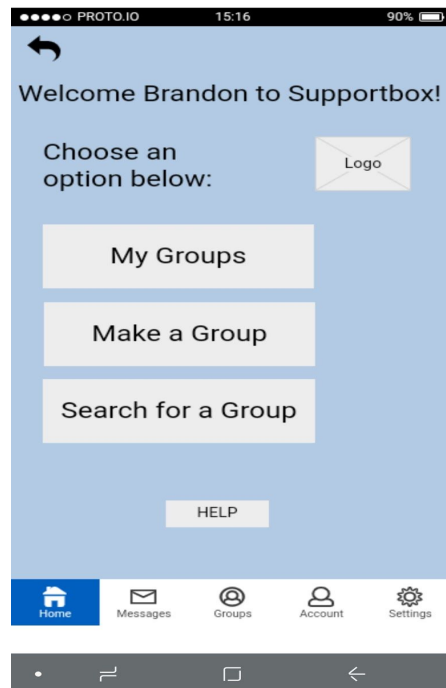 PROTO.IO 15:16 90%
Welcome Brandon to Supportbox!
Choose an
option below:
Logo
My Groups
Make a Group
Search for a Group
HELP
Home Messages Groups Account Settings